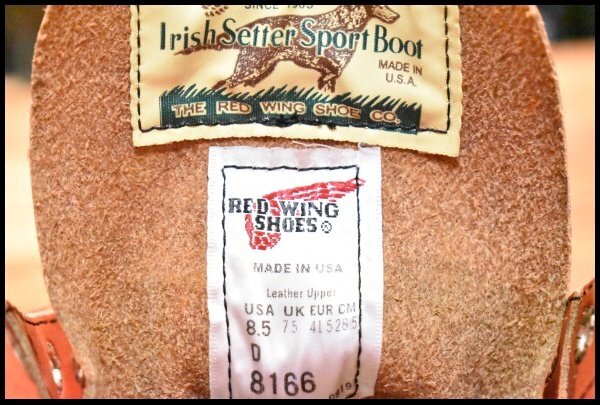 SINCE 1905
Irish Setter Sport Boot
MADE IN
U.S.A.
THE RED WING SHOE CO.
RED WING
SHOES ®
MADE IN USA
Leather Upper
USA UK EUR CM
8.5 7.5 41.5 26.5
D
8166